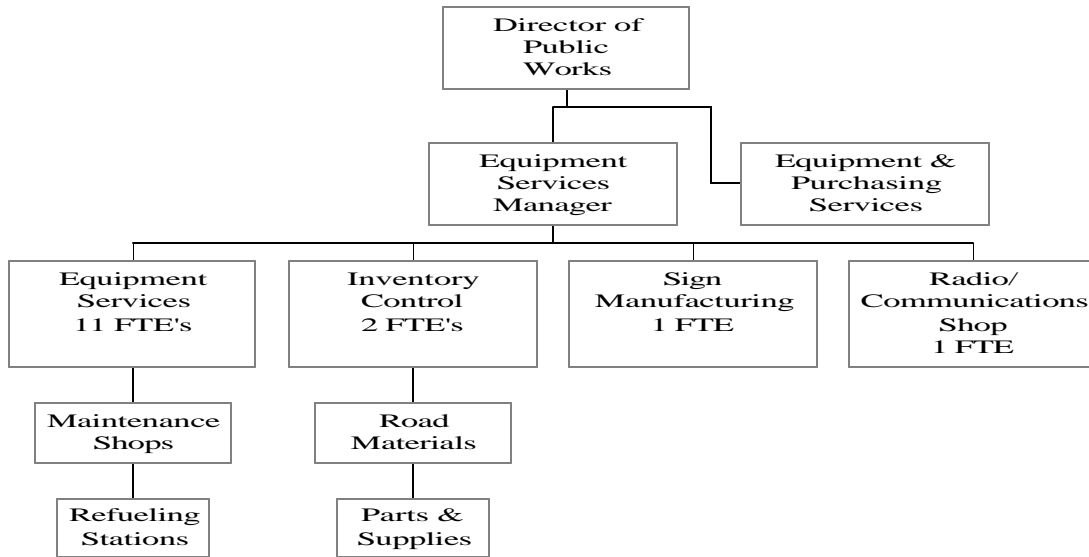 Director of
Public
Works
Equipment
Services
Manager
Equipment &
Purchasing
Services
Equipment
Services
11 FTE's
Inventory
Control
2 FTE's
Sign
Manufacturing
1 FTE
Radio/
Communications
Shop
1 FTE
Maintenance
Shops
Road
Materials
Refueling
Stations
Parts &
Supplies